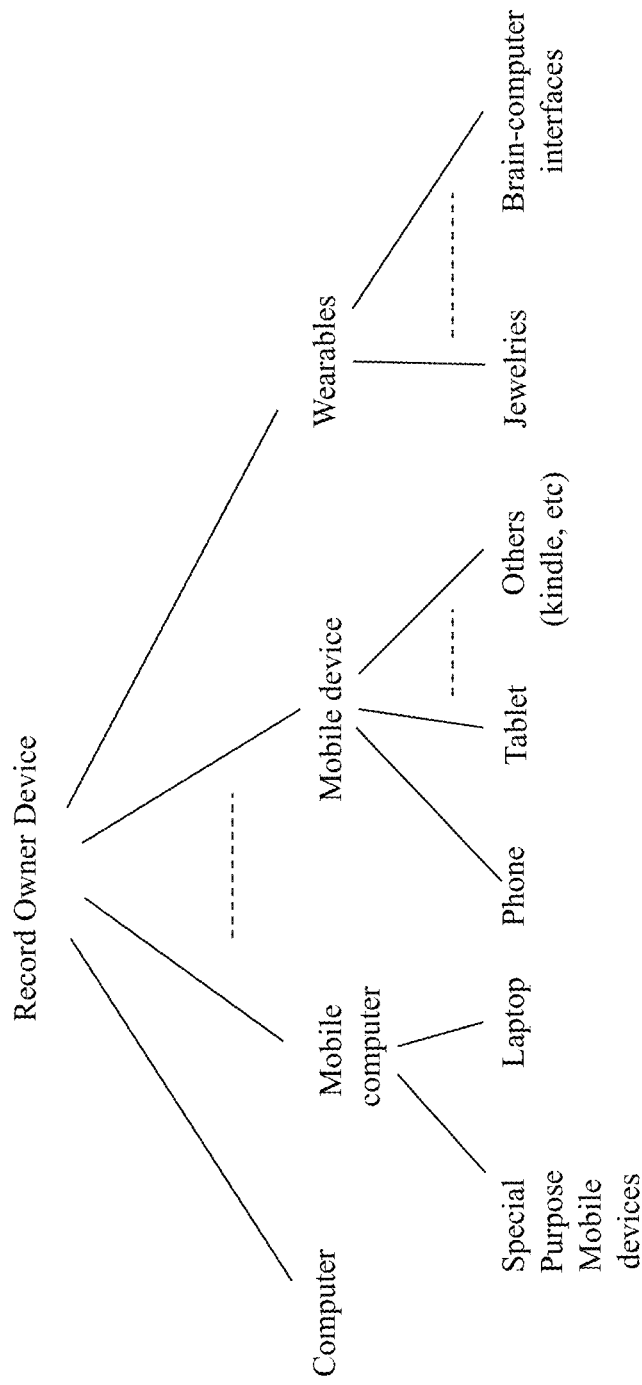 Record Owner Device
Computer
Mobile
computer
Mobile device
Wearables
Special
Purpose
Mobile
devices
Laptop
Phone
Tablet
Others
(kindle, etc)
Jewelries
Brain-computer
interfaces